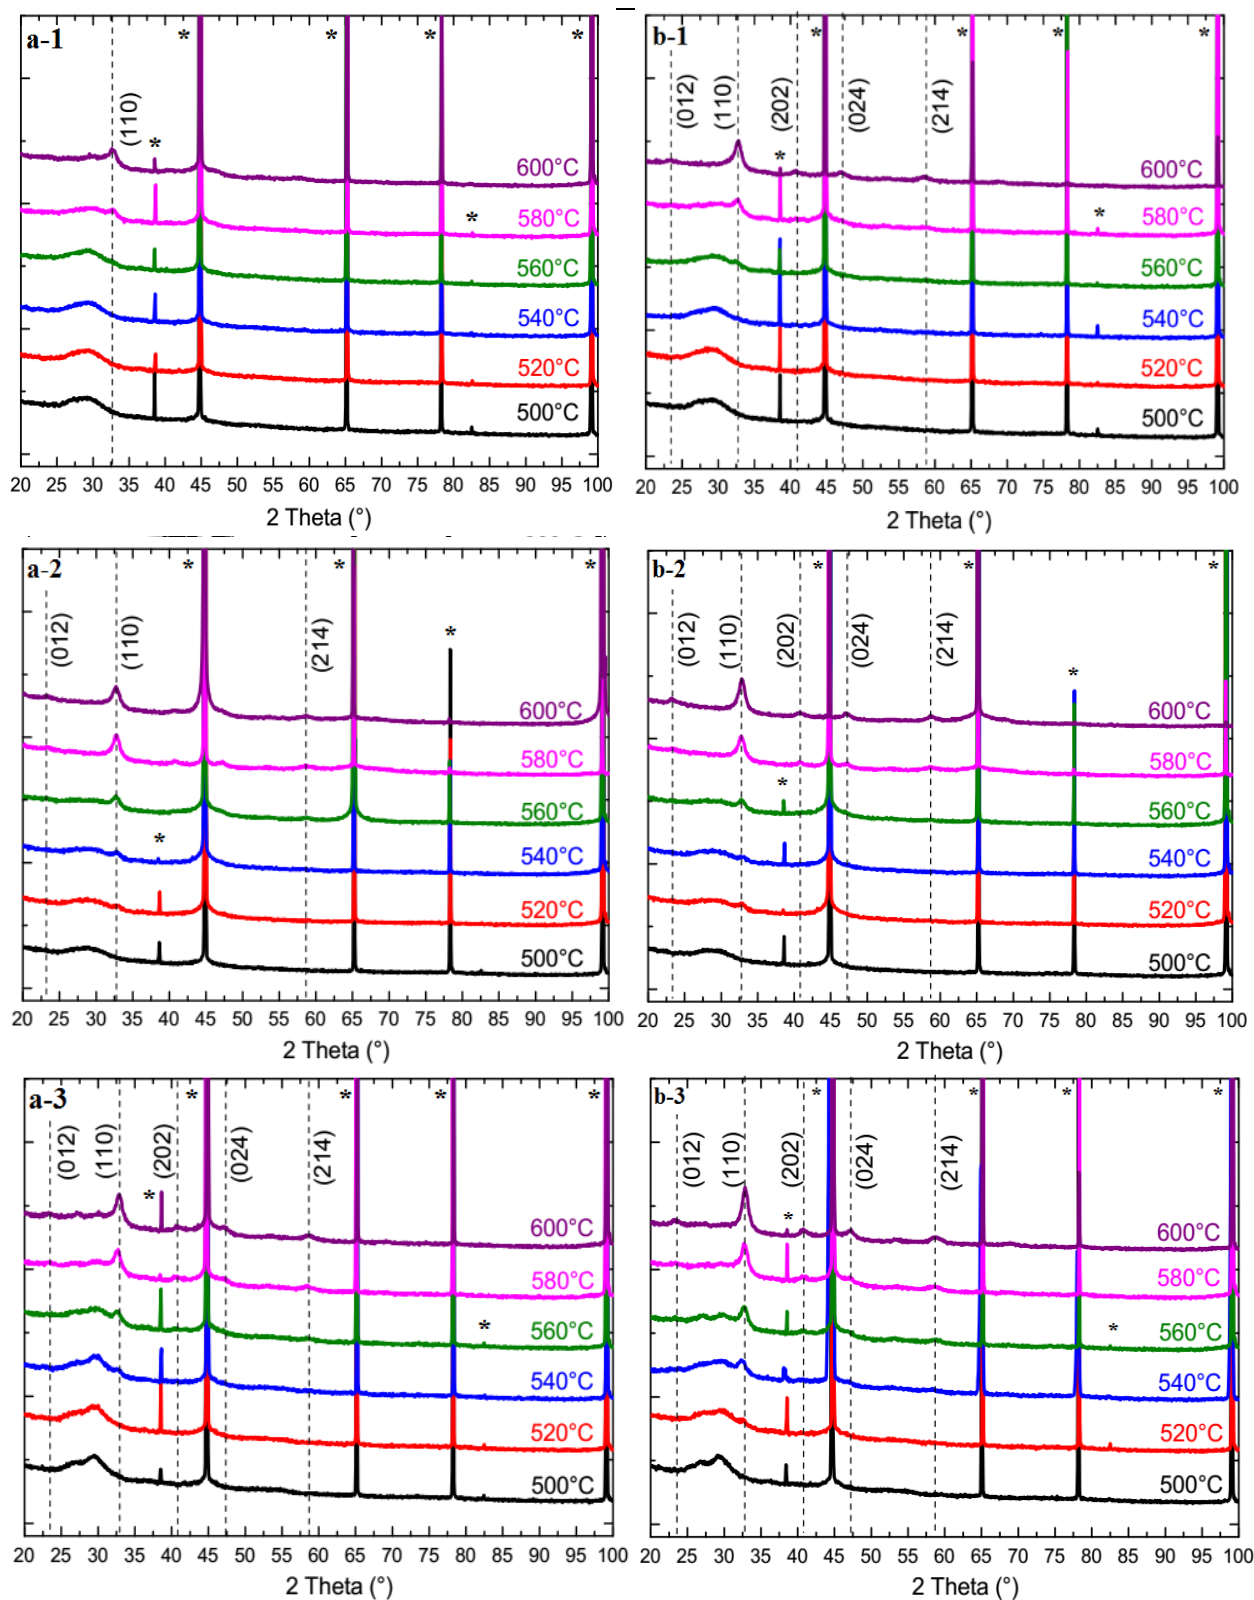 a-1
* * * *
(110)
*
600°C
580°C
*
560°C
540°C
520°C
500°C
20 25 30 35 40 45 50 55 60 65 70 75 80 85 90 95 100
2 Theta (°)
b-1
* * * *
(012) (110) (202) (024) (214)
*
600°C
580°C
*
560°C
540°C
520°C
500°C
20 25 30 35 40 45 50 55 60 65 70 75 80 85 90 95 100
2 Theta (°)
a-2
* * *
(012) (110) (214)
*
600°C
580°C
560°C
*
540°C
520°C
500°C
20 25 30 35 40 45 50 55 60 65 70 75 80 85 90 95 100
2 Theta (°)
b-2
* * *
(012) (110) (202) (024) (214)
*
600°C
580°C
*
560°C
540°C
520°C
500°C
20 25 30 35 40 45 50 55 60 65 70 75 80 85 90 95 100
2 Theta (°)
a-3
* * * *
(012) (110) (202) (024) (214)
*
600°C
580°C
560°C
*
540°C
520°C
500°C
20 25 30 35 40 45 50 55 60 65 70 75 80 85 90 95 100
2 Theta (°)
b-3
* * * *
(012) (110) (202) (024) (214)
*
600°C
580°C
560°C
*
540°C
520°C
500°C
20 25 30 35 40 45 50 55 60 65 70 75 80 85 90 95 100
2 Theta (°)